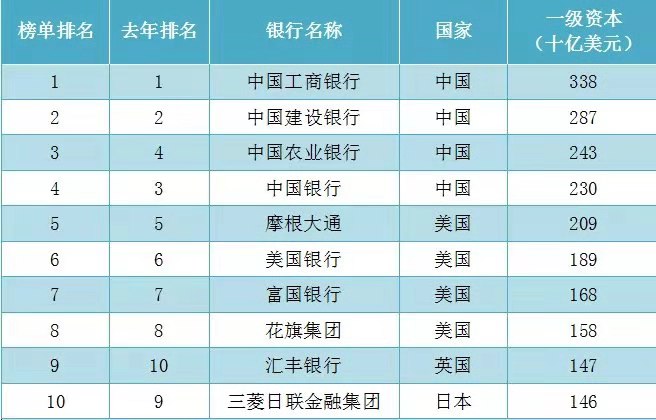 榜单排名 去年排名 银行名称 国家 一级资本
（十亿美元）
1 1 中国工商银行 中国 338
2 2 中国建设银行 中国 287
3 4 中国农业银行 中国 243
4 3 中国银行 中国 230
5 5 摩根大通 美国 209
6 6 美国银行 美国 189
7 7 富国银行 美国 168
8 8 花旗集团 美国 158
9 10 汇丰银行 英国 147
10 9 三菱日联金融集团 日本 146